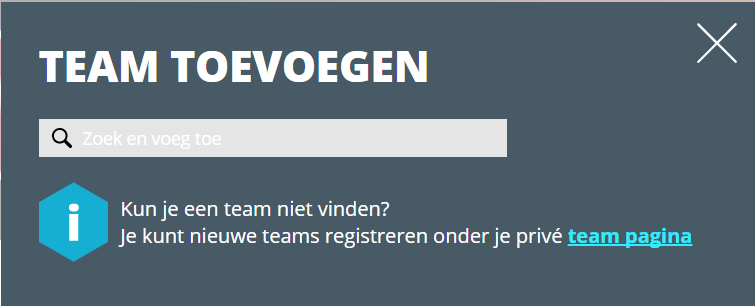 TEAM TOEVOEGEN
Zoek en voeg toe
i
Kun je een team niet vinden?
Je kunt nieuwe teams registreren onder je privé team pagina